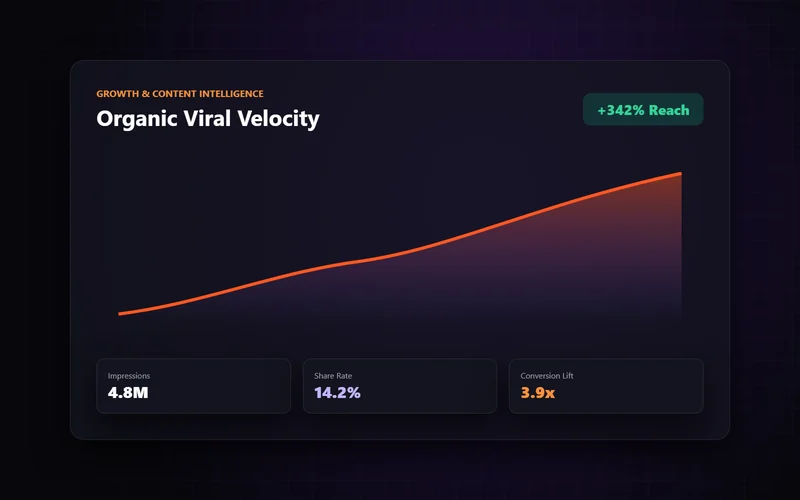 GROWTH & CONTENT INTELLIGENCE
Organic Viral Velocity
+342% Reach
Impressions
4.8M
Share Rate
14.2%
Conversion Lift
3.9x